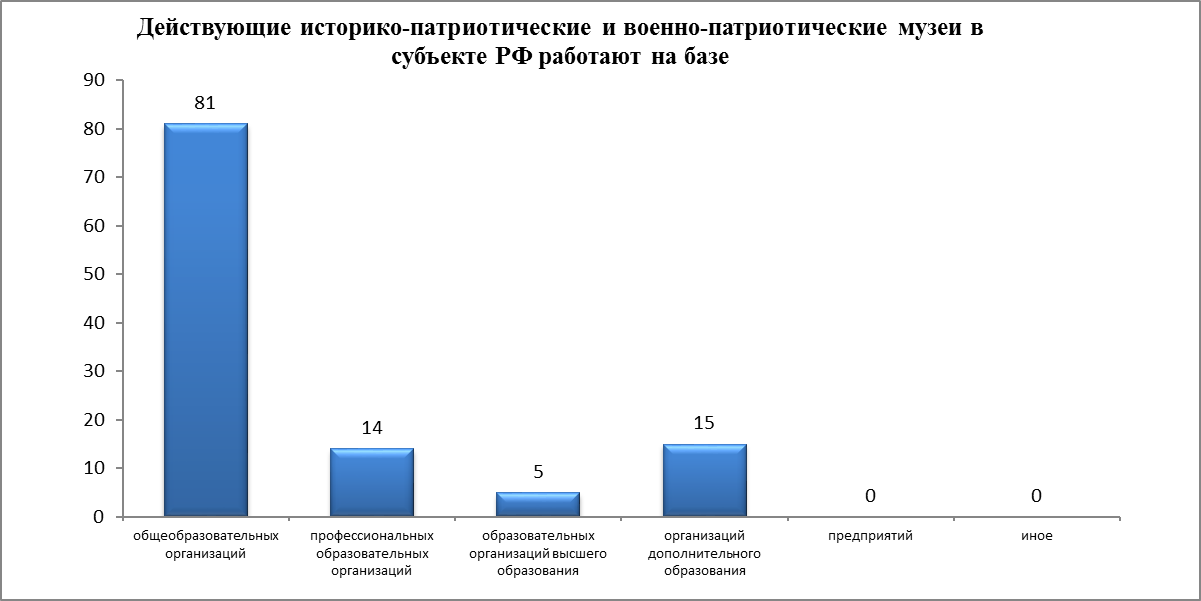 Действующие историко-патриотические и военно-патриотические музеи в
субъекте РФ работают на базе
90
80
70
60
50
40
30
20
10
0
81
14
5
15
0
0
общеобразовательных
организаций
профессиональных
образовательных
организаций
образовательных
организаций высшего
образования
организаций
дополнительного
образования
предприятий
иное